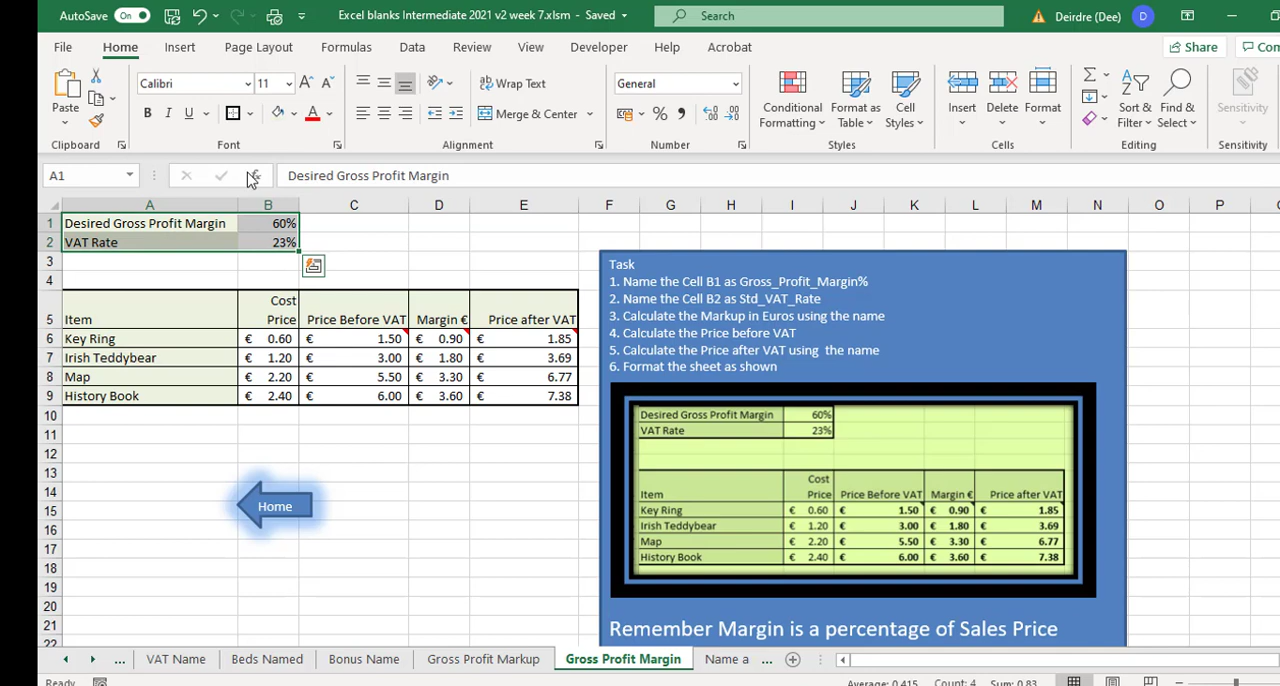 AutoSave On Excel blanks Intermediate 2021 v2 week 7.xlsm - Saved Search Deirdre (Dee) D
File Home Insert Page Layout Formulas Data Review View Developer Help Acrobat Share Com
Calibri 11 Wrap Text General
Paste B I U Merge & Center Conditional Formatting Format as Table Cell Styles Insert Delete Format Sort & Filter Find & Select Sensitivity
Clipboard Font Alignment Number Styles Cells Editing Sensitivity
A1 fx Desired Gross Profit Margin
A B C D E F G H I J K L M N O P
1 Desired Gross Profit Margin 60%
2 VAT Rate 23%
3
4
5 Item Cost Price Price Before VAT Margin € Price after VAT
6 Key Ring € 0.60 € 1.50 € 0.90 € 1.85
7 Irish Teddybear € 1.20 € 3.00 € 1.80 € 3.69
8 Map € 2.20 € 5.50 € 3.30 € 6.77
9 History Book € 2.40 € 6.00 € 3.60 € 7.38
10
11
12
13
14
15
16
17
18
19
20
21
22
Home
Task
1. Name the Cell B1 as Gross_Profit_Margin%
2. Name the Cell B2 as Std_VAT_Rate
3. Calculate the Markup in Euros using the name
4. Calculate the Price before VAT
5. Calculate the Price after VAT using  the name
6. Format the sheet as shown
Desired Gross Profit Margin 60%
VAT Rate 23%
Item Cost Price Price Before VAT Margin € Price after VAT
Key Ring € 0.60 € 1.50 € 0.90 € 1.85
Irish Teddybear € 1.20 € 3.00 € 1.80 € 3.69
Map € 2.20 € 5.50 € 3.30 € 6.77
History Book € 2.40 € 6.00 € 3.60 € 7.38
Remember Margin is a percentage of Sales Price
... VAT Name Beds Named Bonus Name Gross Profit Markup Gross Profit Margin Name a ...
Ready Average: 0.415 Count: 4 Sum: 0.83